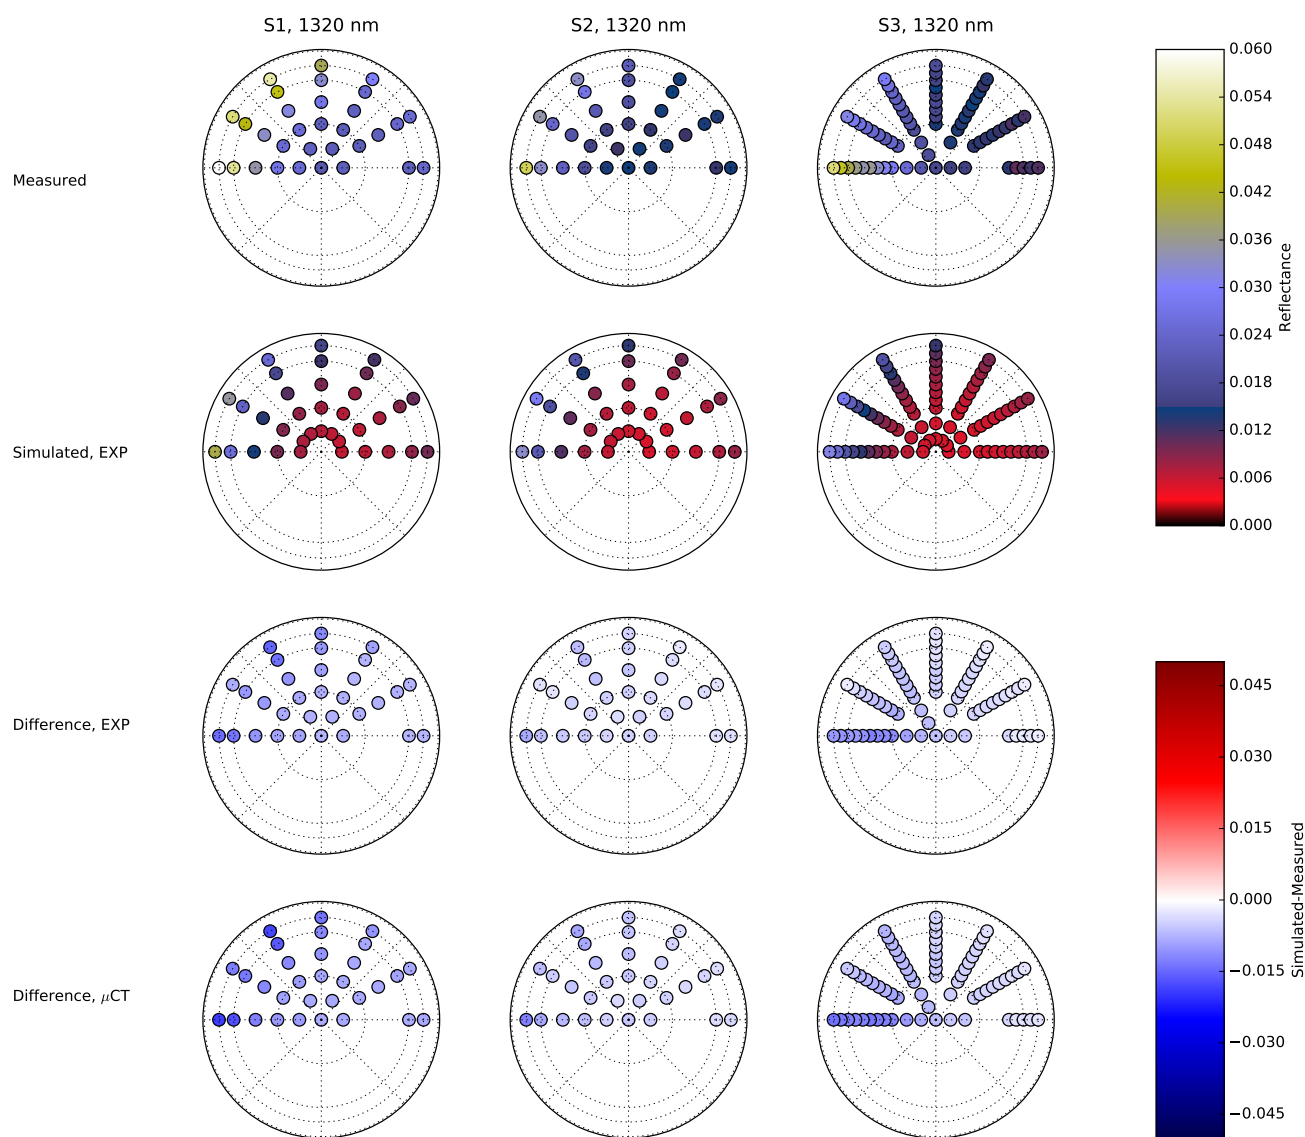 S1, 1320 nm
S2, 1320 nm
S3, 1320 nm
Measured
Simulated, EXP
Difference, EXP
Difference, μCT
0.060
0.054
0.048
0.042
0.036
0.030
0.024
0.018
0.012
0.006
0.000
Reflectance
0.045
0.030
0.015
0.000
−0.015
−0.030
−0.045
Simulated-Measured